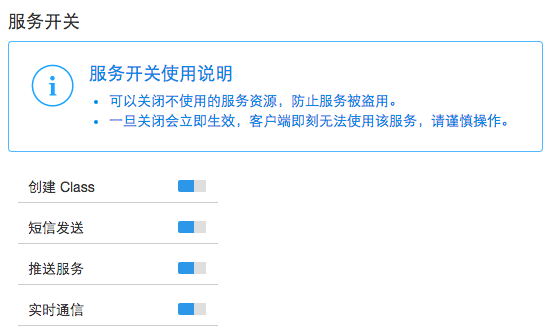 服务开关
服务开关使用说明
可以关闭不使用的服务资源，防止服务被盗用。
一旦关闭会立即生效，客户端即刻无法使用该服务，请谨慎操作。
创建 Class
短信发送
推送服务
实时通信